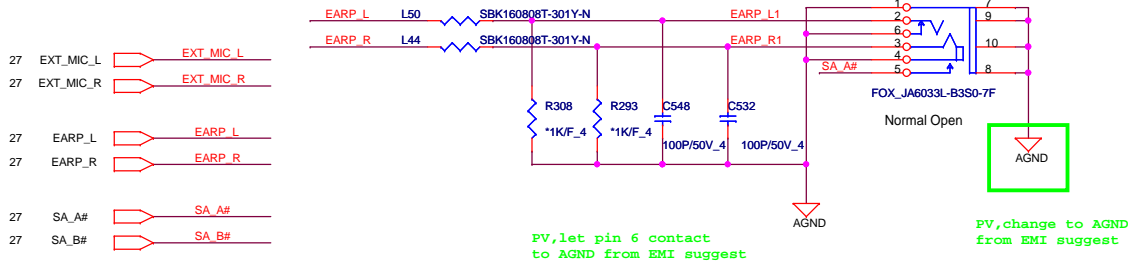 EARP_L L50 SBK160808T-301Y-N EARP_L1 1 7
2 9
6
EARP_R L44 SBK160808T-301Y-N EARP_R1 3 10
4
SA_A# 5 8
FOX_JA6033L-B3S0-7F
Normal Open
27 EXT_MIC_L EXT_MIC_L
27 EXT_MIC_R EXT_MIC_R
R308 R293 C548 C532
*1K/F_4 *1K/F_4
100P/50V_4 100P/50V_4
27 EARP_L EARP_L
27 EARP_R EARP_R
AGND
27 SA_A# SA_A#
27 SA_B# SA_B#
AGND
PV,let pin 6 contact
to AGND from EMI suggest
PV,change to AGND
from EMI suggest